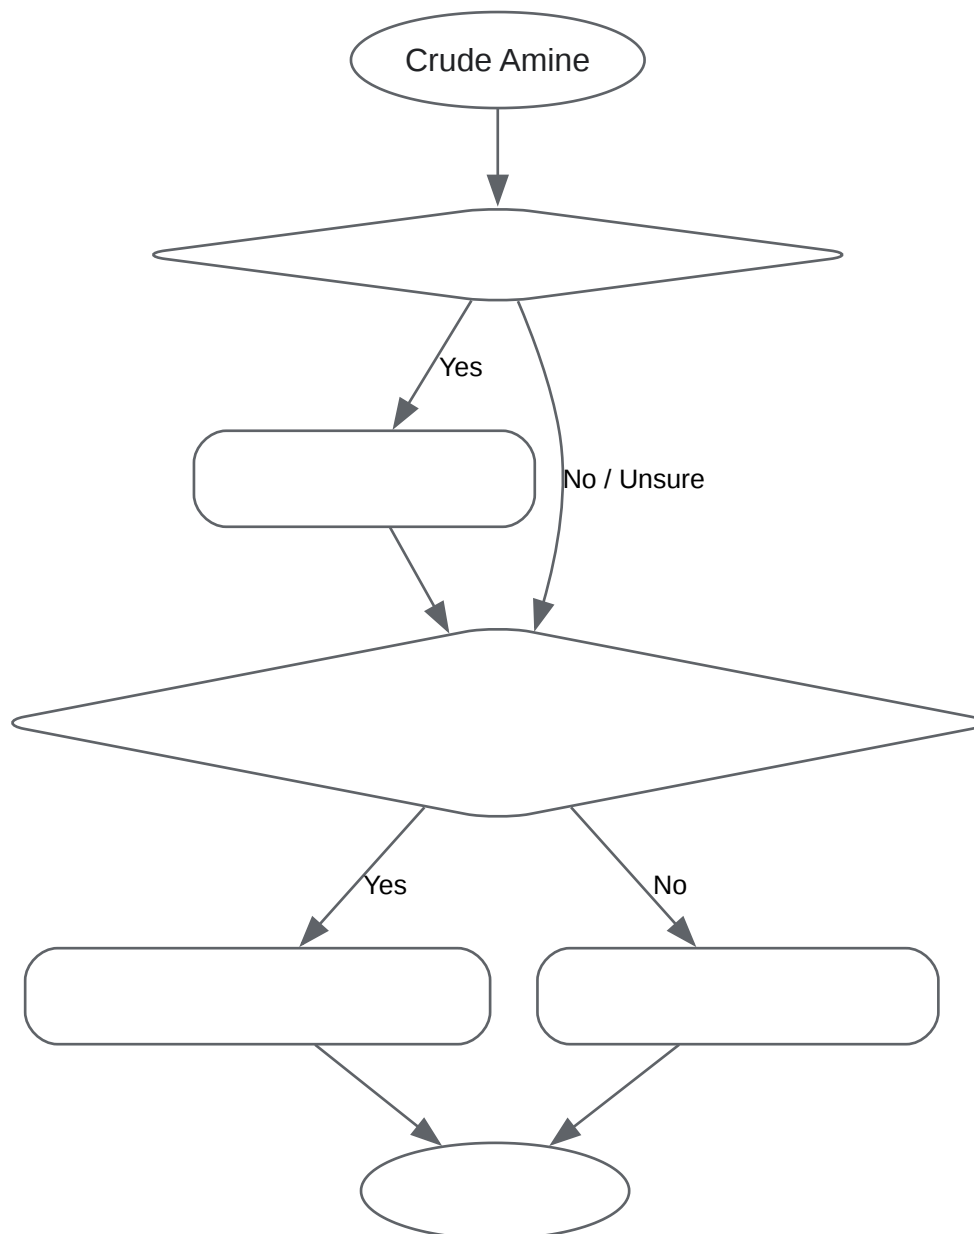 Crude Amine
Yes
No / Unsure
Yes
No